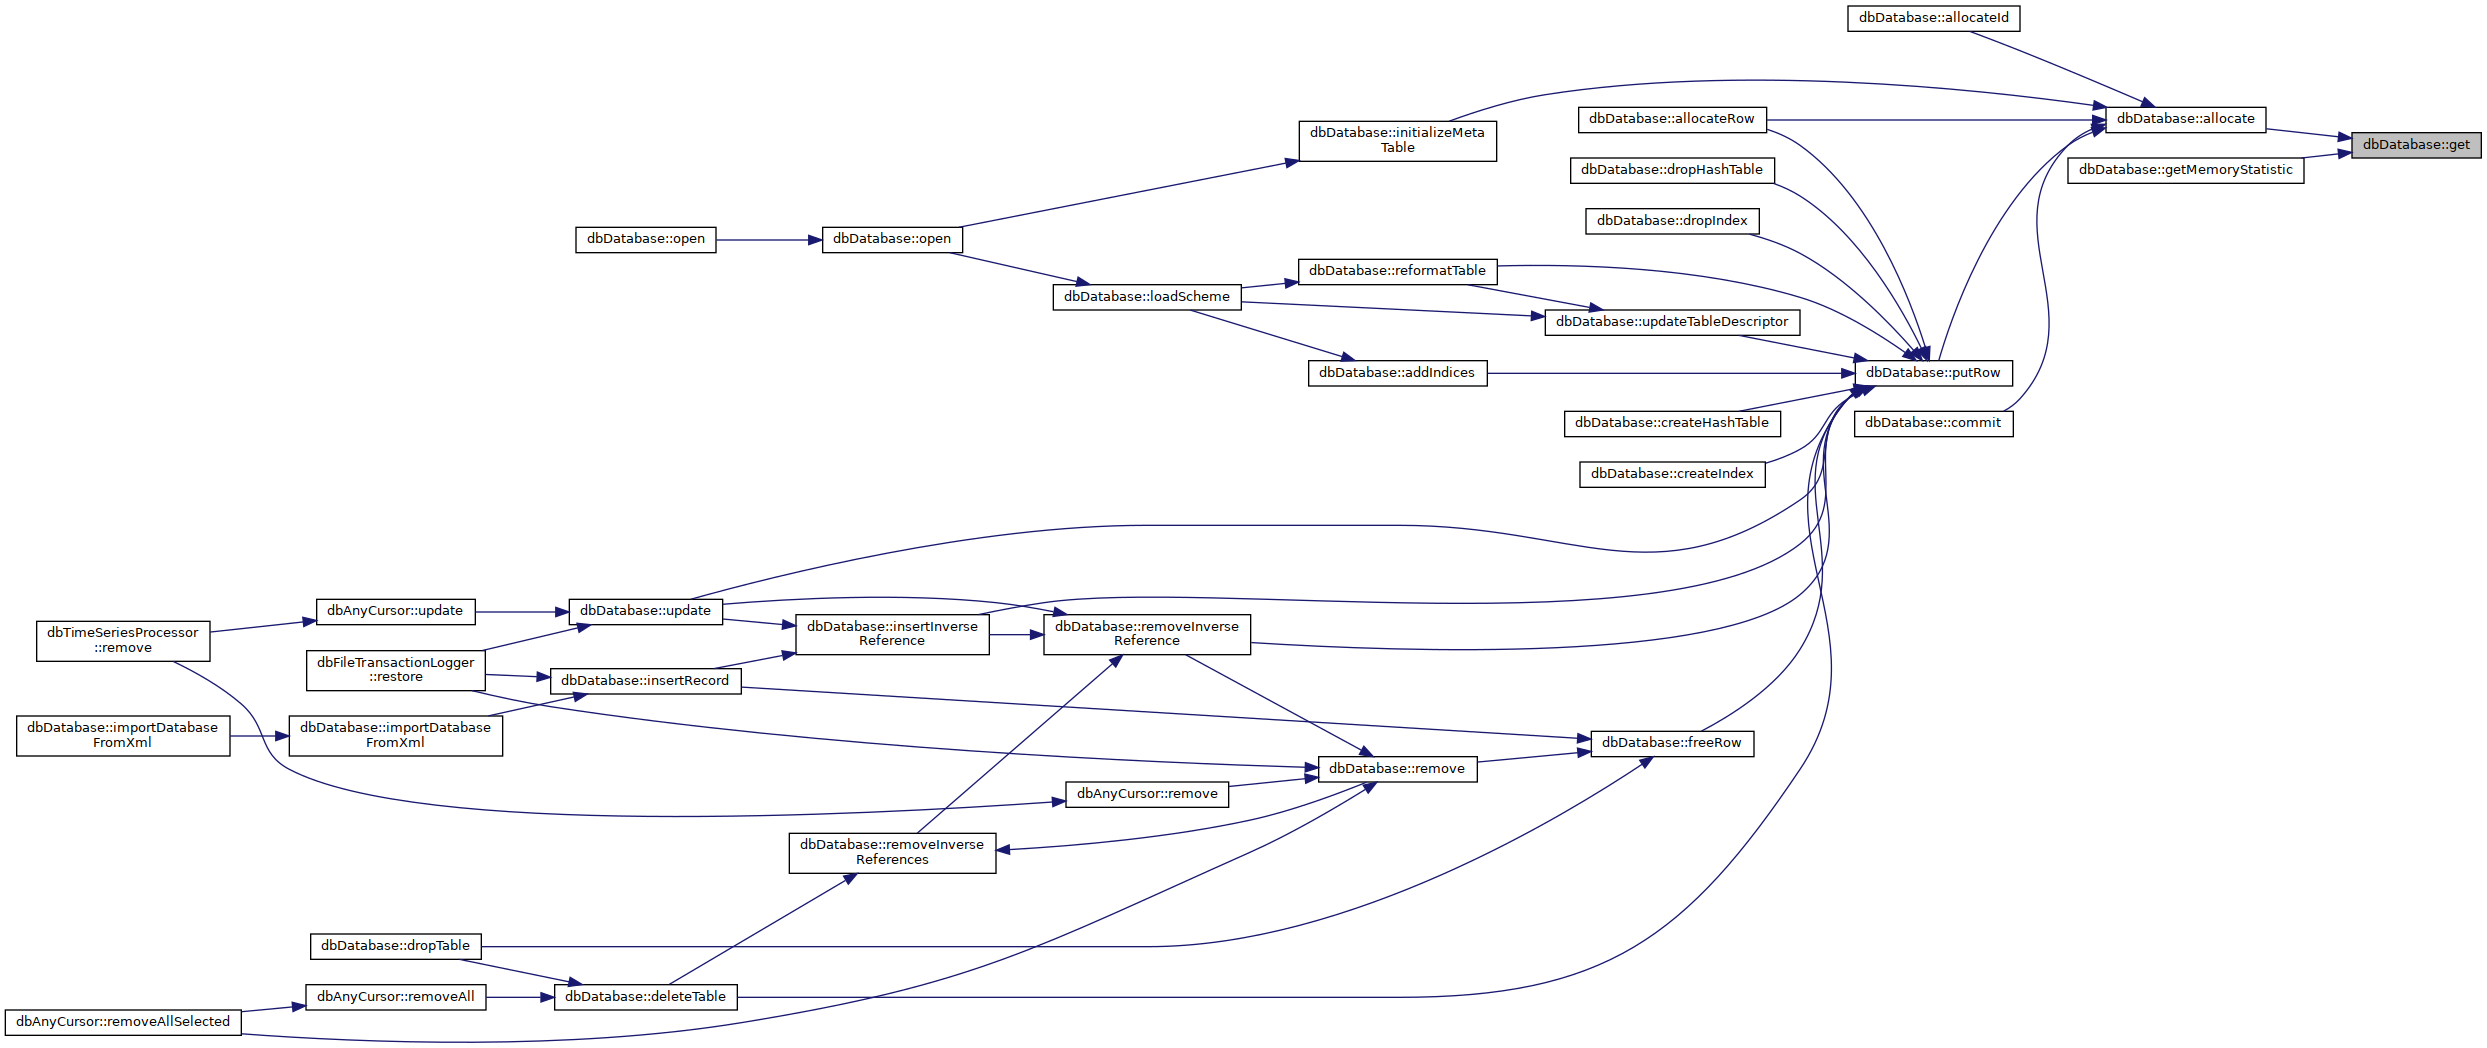 dbDatabase::allocateId
dbDatabase::allocateRow
dbDatabase::allocate
dbDatabase::initializeMeta
Table
dbDatabase::get
dbDatabase::dropHashTable
dbDatabase::getMemoryStatistic
dbDatabase::dropIndex
dbDatabase::open
dbDatabase::open
dbDatabase::reformatTable
dbDatabase::loadScheme
dbDatabase::updateTableDescriptor
dbDatabase::addIndices
dbDatabase::putRow
dbDatabase::createHashTable
dbDatabase::commit
dbDatabase::createIndex
dbAnyCursor::update
dbDatabase::update
dbTimeSeriesProcessor
::remove
dbDatabase::insertInverse
Reference
dbDatabase::removeInverse
Reference
dbFileTransactionLogger
::restore
dbDatabase::insertRecord
dbDatabase::importDatabase
FromXml
dbDatabase::importDatabase
FromXml
dbDatabase::freeRow
dbDatabase::remove
dbAnyCursor::remove
dbDatabase::removeInverse
References
dbDatabase::dropTable
dbAnyCursor::removeAll
dbDatabase::deleteTable
dbAnyCursor::removeAllSelected